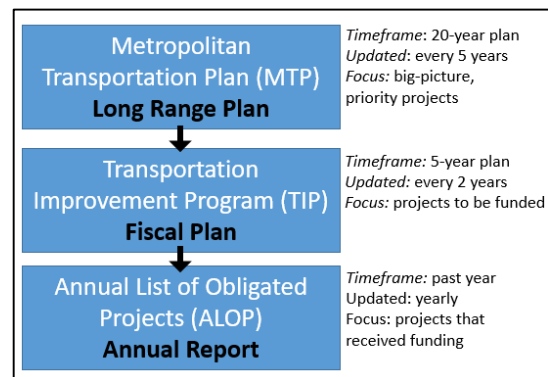 Metropolitan
Transportation Plan (MTP)
Long Range Plan
Timeframe: 20-year plan
Updated: every 5 years
Focus: big-picture,
priority projects
Transportation
Improvement Program (TIP)
Fiscal Plan
Timeframe: 5-year plan
Updated: every 2 years
Focus: projects to be funded
Annual List of Obligated
Projects (ALOP)
Annual Report
Timeframe: past year
Updated: yearly
Focus: projects that
received funding